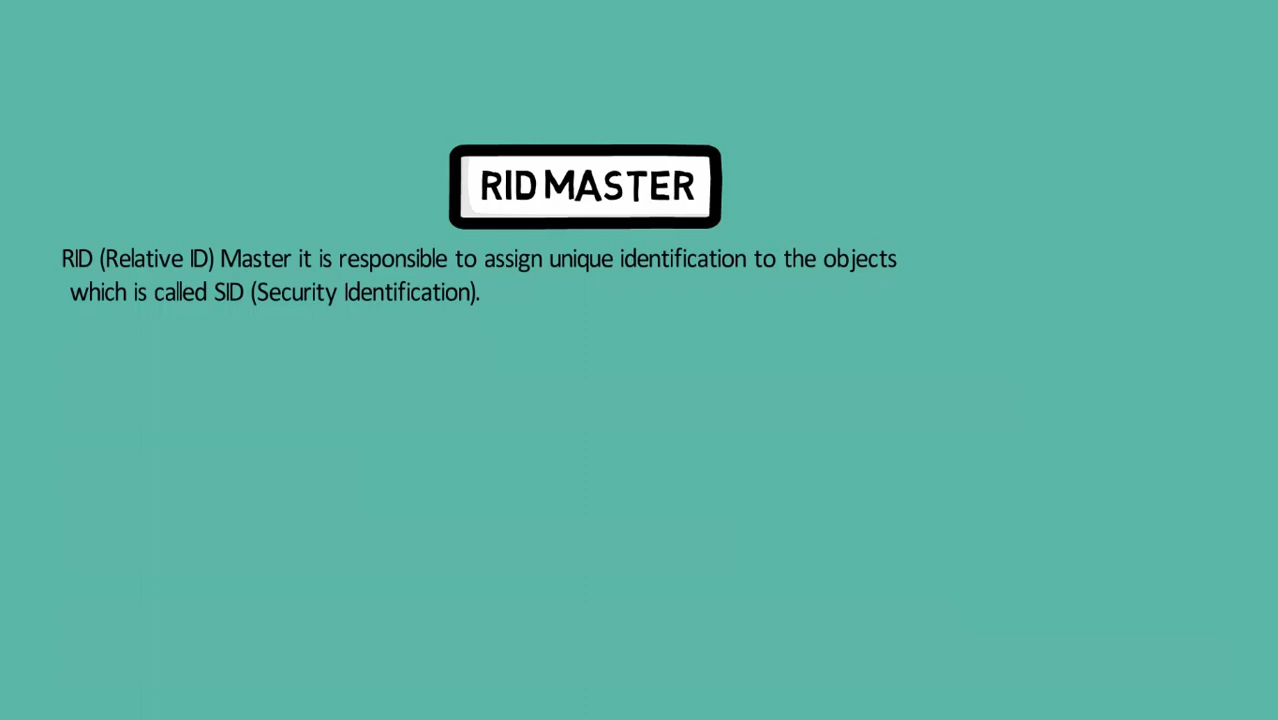 RID MASTER
RID (Relative ID) Master it is responsible to assign unique identification to the objects
which is called SID (Security Identification).